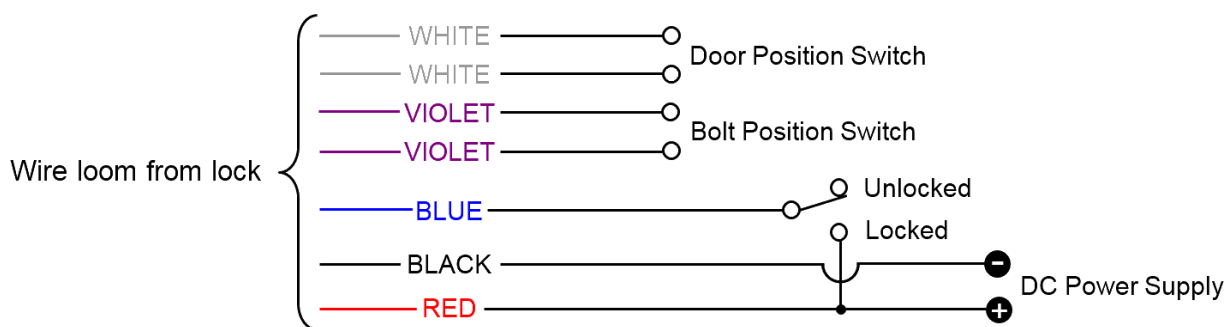 WHITE
Door Position Switch
WHITE
VIOLET
Bolt Position Switch
VIOLET
Wire loom from lock
Unlocked
BLUE
Locked
BLACK
-
DC Power Supply
RED
+